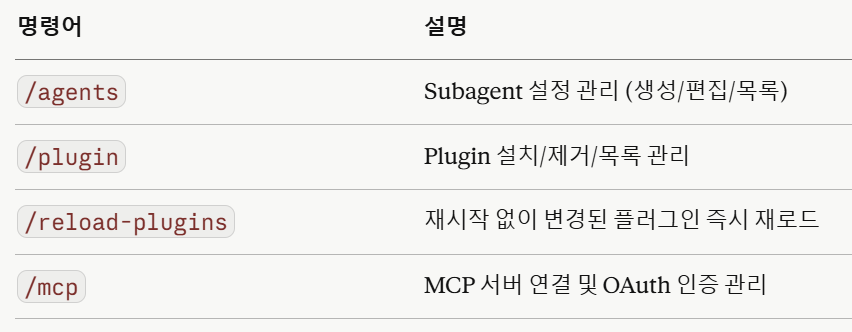 명령어 설명
/agents Subagent 설정 관리 (생성/편집/목록)
/plugin Plugin 설치/제거/목록 관리
/reload-plugins 재시작 없이 변경된 플러그인 즉시 재로드
/mcp MCP 서버 연결 및 OAuth 인증 관리